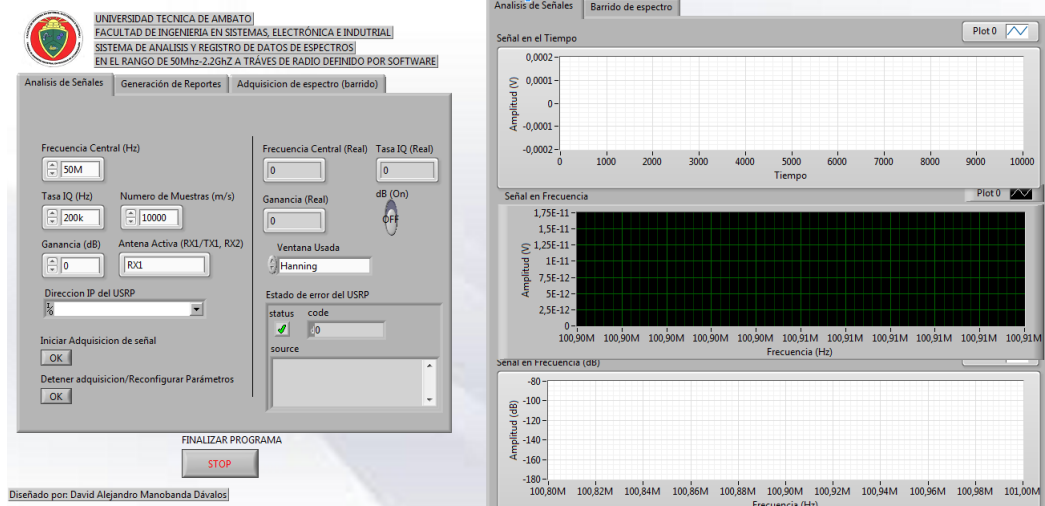 UNIVERSIDAD TECNICA DE AMBATO
FACULTAD DE INGENIERIA EN SISTEMAS, ELECTRÓNICA E INDUTRIAL
SISTEMA DE ANALISIS Y REGISTRO DE DATOS DE ESPECTROS
EN EL RANGO DE 50Mhz-2.2GhZ A TRÁVES DE RADIO DEFINIDO POR SOFTWARE
Analisis de Señales
Generación de Reportes
Adquisicion de espectro (barrido)
Frecuencia Central (Hz)
50M
Tasa IQ (Hz)
Numero de Muestras (m/s)
200k
10000
Ganancia (dB)
Antena Activa (RX1/TX1, RX2)
0
RX1
Direccion IP del USRP
Iniciar Adquisicion de señal
OK
Detener adquisicion/Reconfigurar Parámetros
OK
Frecuencia Central (Real)
Tasa IQ (Real)
0
0
Ganancia (Real)
dB (On)
0
OFF
Ventana Usada
Hanning
Estado de error del USRP
status
code
0
source
FINALIZAR PROGRAMA
STOP
Diseñado por: David Alejandro Manobanda Dávalos
Analisis de Señales
Barrido de espectro
Señal en el Tiempo
Plot 0
0,0002
0,0001
0
-0,0001
-0,0002
Amplitud (V)
0 1000 2000 3000 4000 5000 6000 7000 8000 9000 10000
Tiempo
Señal en Frecuencia
Plot 0
1,75E-11
1,5E-11
1,25E-11
1E-11
7,5E-12
5E-12
2,5E-12
0
Amplitud (V)
100,90M 100,90M 100,90M 100,90M 100,90M 100,91M 100,91M 100,91M 100,91M 100,91M
Frecuencia (Hz)
Señal en Frecuencia (dB)
-80
-100
-120
-140
-160
-180
Amplitud (dB)
100,80M 100,82M 100,84M 100,86M 100,88M 100,90M 100,92M 100,94M 100,96M 100,98M 101,00M
Frecuencia (Hz)